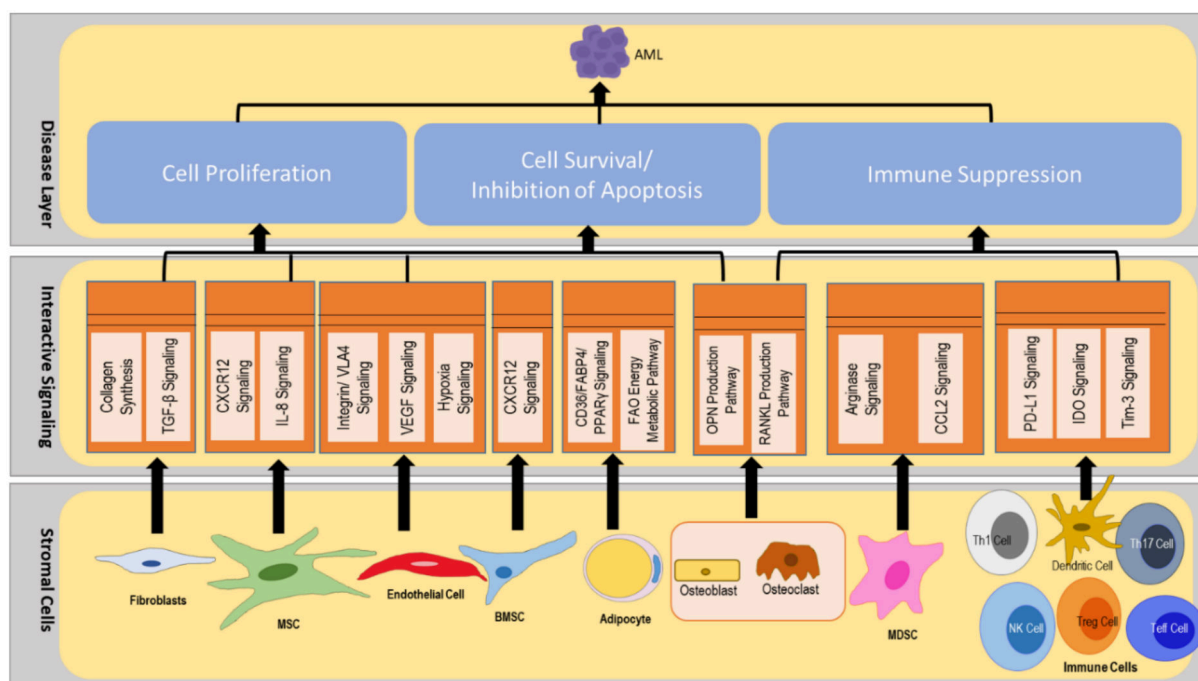 Disease Layer
AML
Cell Proliferation
Cell Survival/
Inhibition of Apoptosis
Immune Suppression
Interactive Signaling
Collagen
Synthesis
TGF-β Signaling
CXCR12
Signaling
IL-8 Signaling
Integrin/ VLA4
Signaling
VEGF Signaling
Hypoxia
Signaling
CXCR12
Signaling
CD36/FABP4/
PPARγ Signaling
FAO Energy
Metabolic Pathway
OPN Production
Pathway
RANKL Production
Pathway
Arginase
Signaling
CCL2 Signaling
PD-L1 Signaling
IDO Signaling
Tim-3 Signaling
Stromal Cells
Fibroblasts
MSC
Endothelial Cell
BMSC
Adipocyte
Osteoblast
Osteoclast
MDSC
Th1 Cell
Dendritic Cell
Th17 Cell
NK Cell
Treg Cell
Teff Cell
Immune Cells